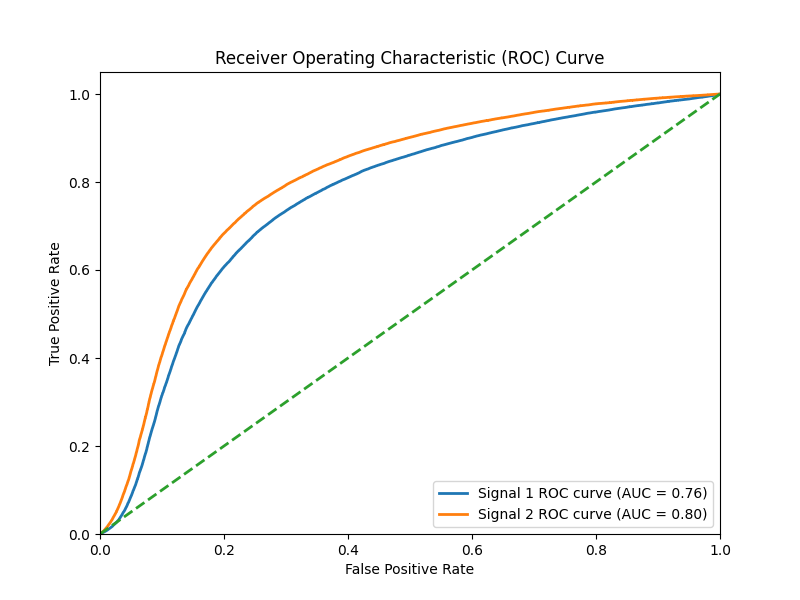 Receiver Operating Characteristic (ROC) Curve
True Positive Rate
1.0
0.8
0.6
0.4
0.2
0.0
Signal 1 ROC curve (AUC = 0.76)
Signal 2 ROC curve (AUC = 0.80)
0.0 0.2 0.4 0.6 0.8 1.0
False Positive Rate